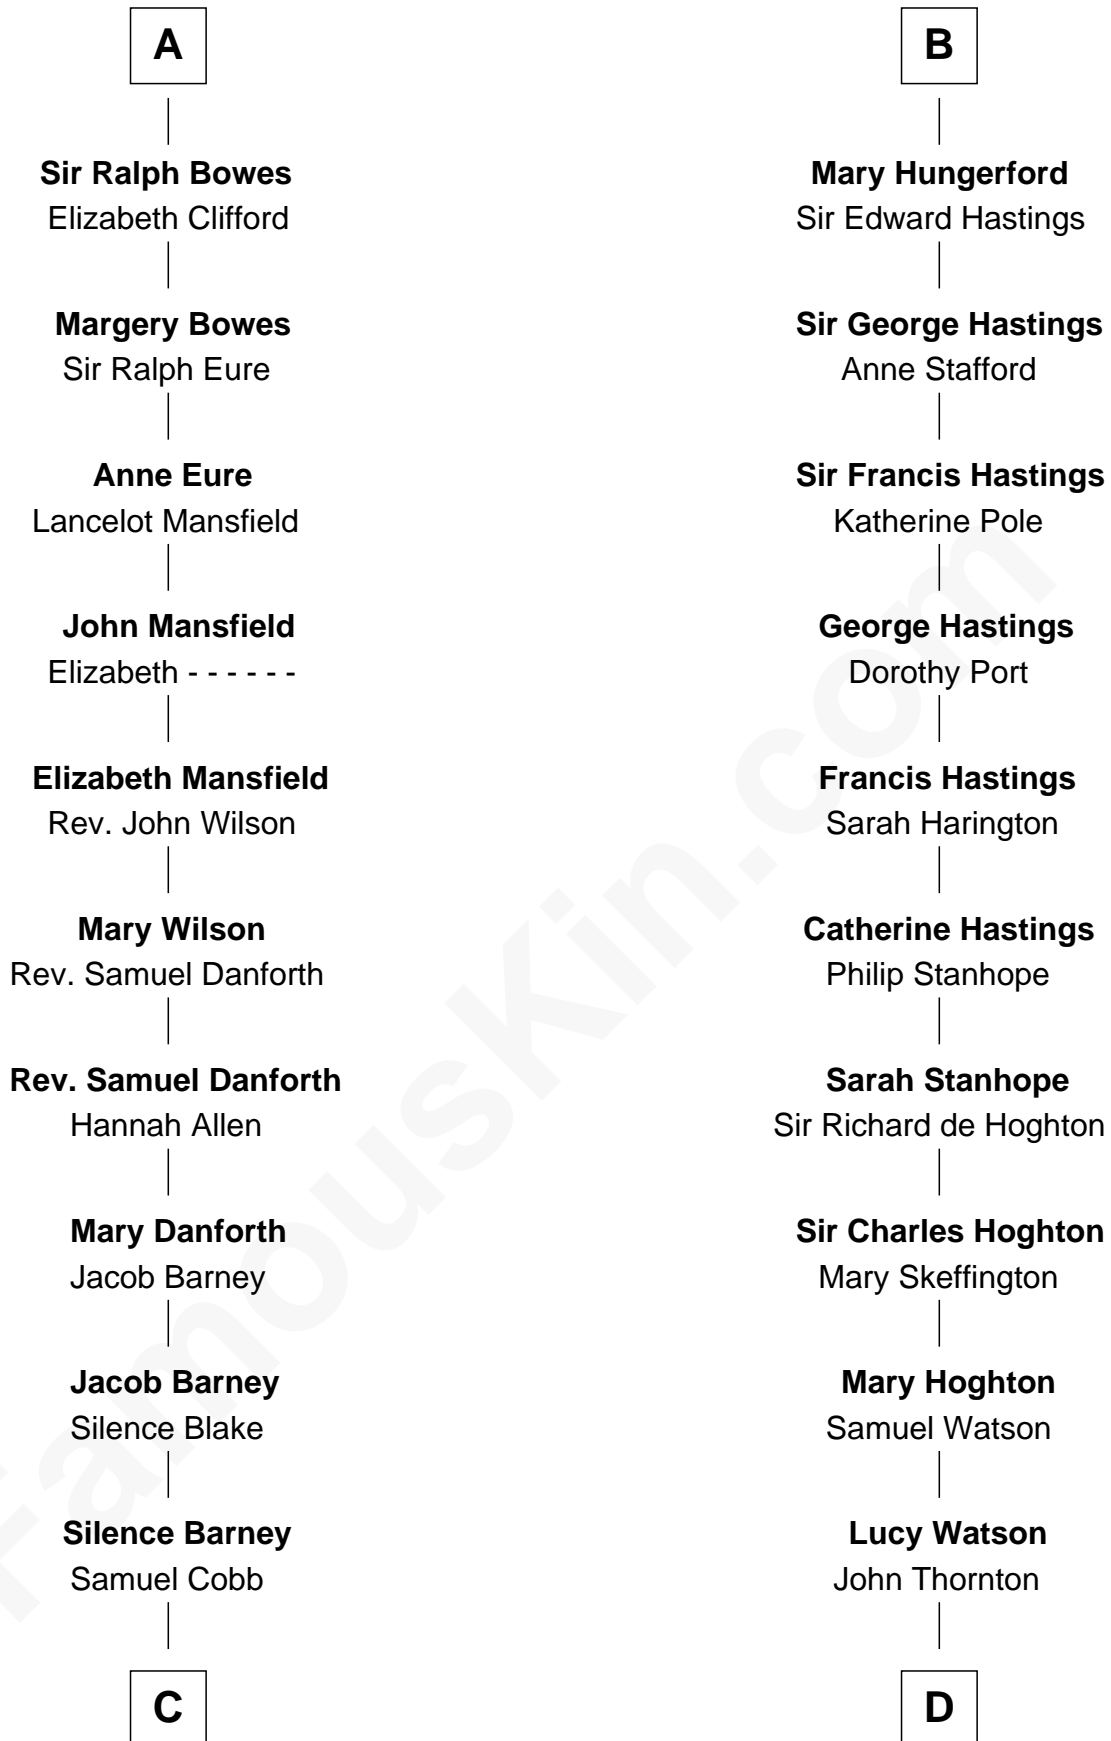 A
Sir Ralph Bowes
Elizabeth Clifford
Margery Bowes
Sir Ralph Eure
Anne Eure
Lancelot Mansfield
John Mansfield
Elizabeth - - - - - -
Elizabeth Mansfield
Rev. John Wilson
Mary Wilson
Rev. Samuel Danforth
Rev. Samuel Danforth
Hannah Allen
Mary Danforth
Jacob Barney
Jacob Barney
Silence Blake
Silence Barney
Samuel Cobb
C
B
Mary Hungerford
Sir Edward Hastings
Sir George Hastings
Anne Stafford
Sir Francis Hastings
Katherine Pole
George Hastings
Dorothy Port
Francis Hastings
Sarah Harington
Catherine Hastings
Philip Stanhope
Sarah Stanhope
Sir Richard de Hoghton
Sir Charles Hoghton
Mary Skeffington
Mary Hoghton
Samuel Watson
Lucy Watson
John Thornton
D
FamousKin.com